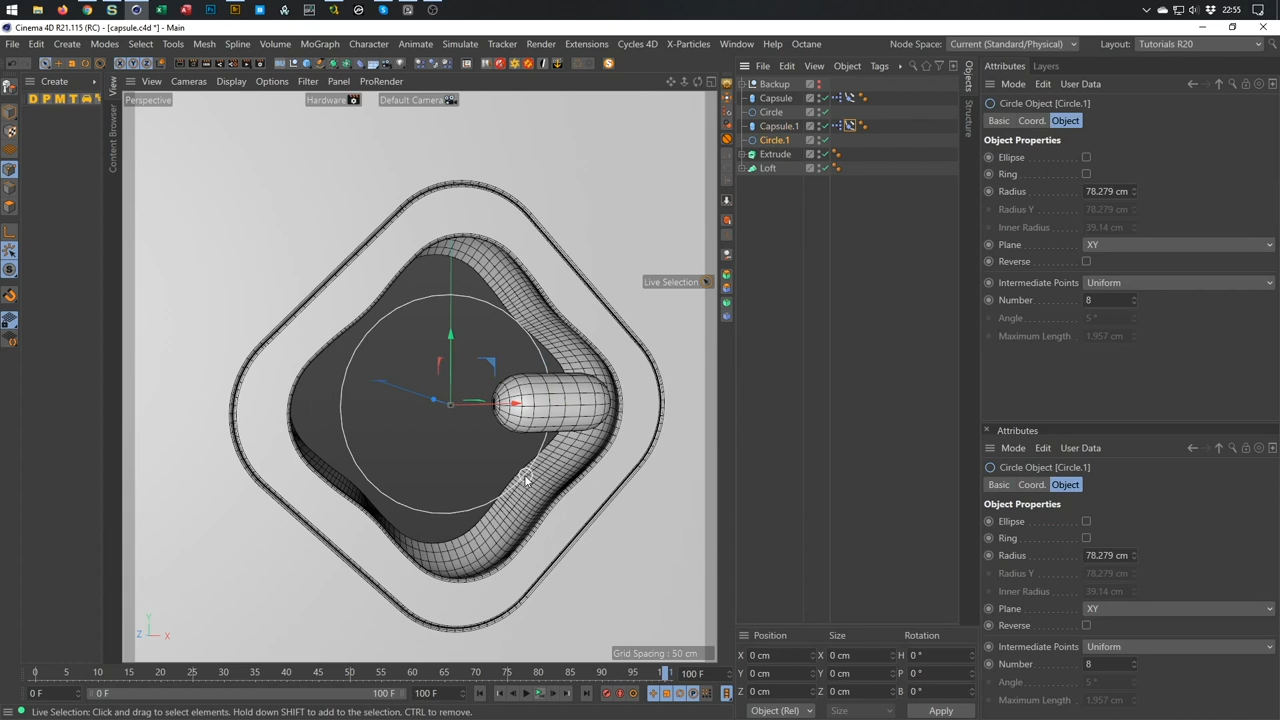 22:55
Cinema 4D R21.115 (RC) - [capsule.c4d *] - Main
File Edit Create Modes Select Tools Mesh Spline Volume MoGraph Character Animate Simulate Tracker Render Extensions Cycles 4D X-Particles Window Help Octane Node Space: Current (Standard/Physical) Layout: Tutorials R20
Create View Cameras Display Options Filter Panel ProRender File Edit View Object Tags Attributes Layers
D P M T
Content Browser View
Objects Structure
Mode Edit User Data
Perspective Hardware Default Camera
Backup
Capsule
Circle
Capsule.1
Circle.1
Extrude
Loft
Circle Object [Circle.1]
Basic Coord. Object
Object Properties
Ellipse
Ring
Radius 78.279 cm
Radius Y 78.279 cm
Inner Radius 39.14 cm
Plane XY
Reverse
Intermediate Points Uniform
Number 8
Angle 5 °
Maximum Length 1.957 cm
Live Selection
Attributes
Mode Edit User Data
Circle Object [Circle.1]
Basic Coord. Object
Object Properties
Ellipse
Ring
Radius 78.279 cm
Radius Y 78.279 cm
Inner Radius 39.14 cm
Plane XY
Reverse
Intermediate Points Uniform
Number 8
Angle 5 °
Maximum Length 1.957 cm
Y
Z X
Grid Spacing : 50 cm
Position Size Rotation
X 0 cm X 0 cm H 0 °
Y 0 cm Y 0 cm P 0 °
Z 0 cm Z 0 cm B 0 °
Object (Rel) Size Apply
0 5 10 15 20 25 30 35 40 45 50 55 60 65 70 75 80 85 90 95 100 F
0 F 0 F 100 F 100 F
Live Selection: Click and drag to select elements. Hold down SHIFT to add to the selection, CTRL to remove.